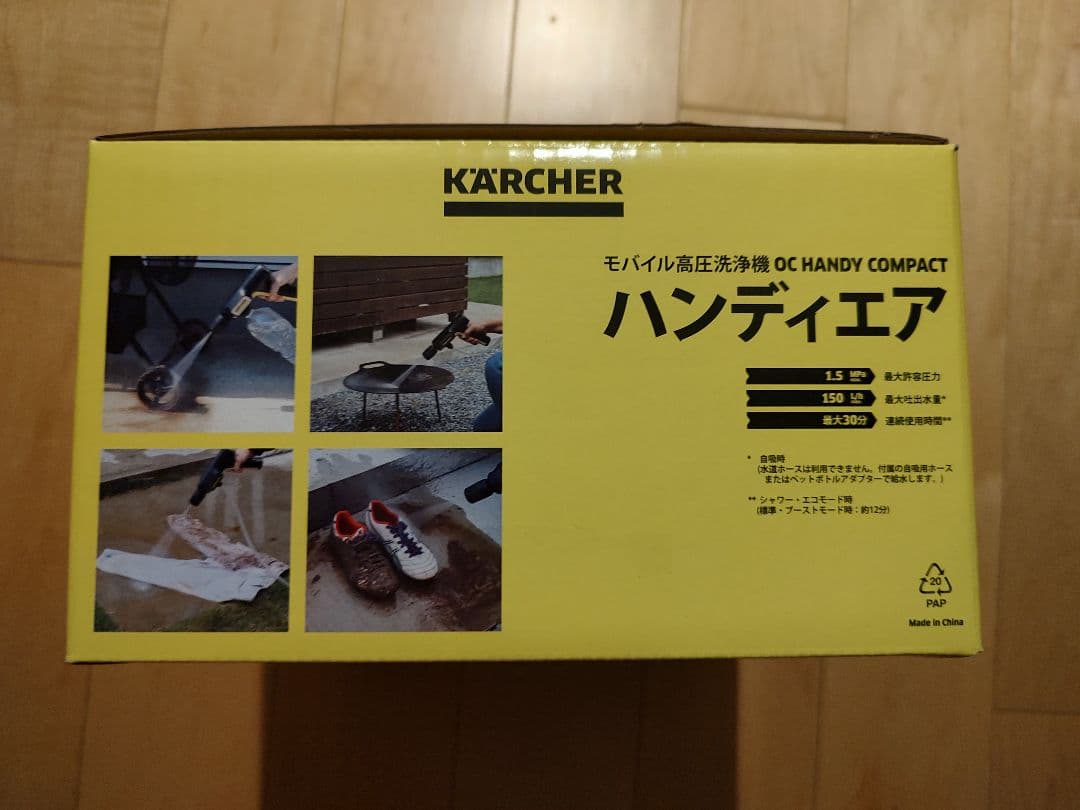 KÄRCHER
モバイル高圧洗浄機 OC HANDY COMPACT
ハンディエア
1.5 MPa 最大許容圧力
150 L/h 最大吐出水量*
最大30分 連続使用時間**
* 自吸時
(水道ホースは利用できません。付属の自吸用ホース
またはペットボトルアダプターで給水します。)
** シャワー・エコモード時
(標準・ブーストモード時：約12分)
20
PAP
Made in China